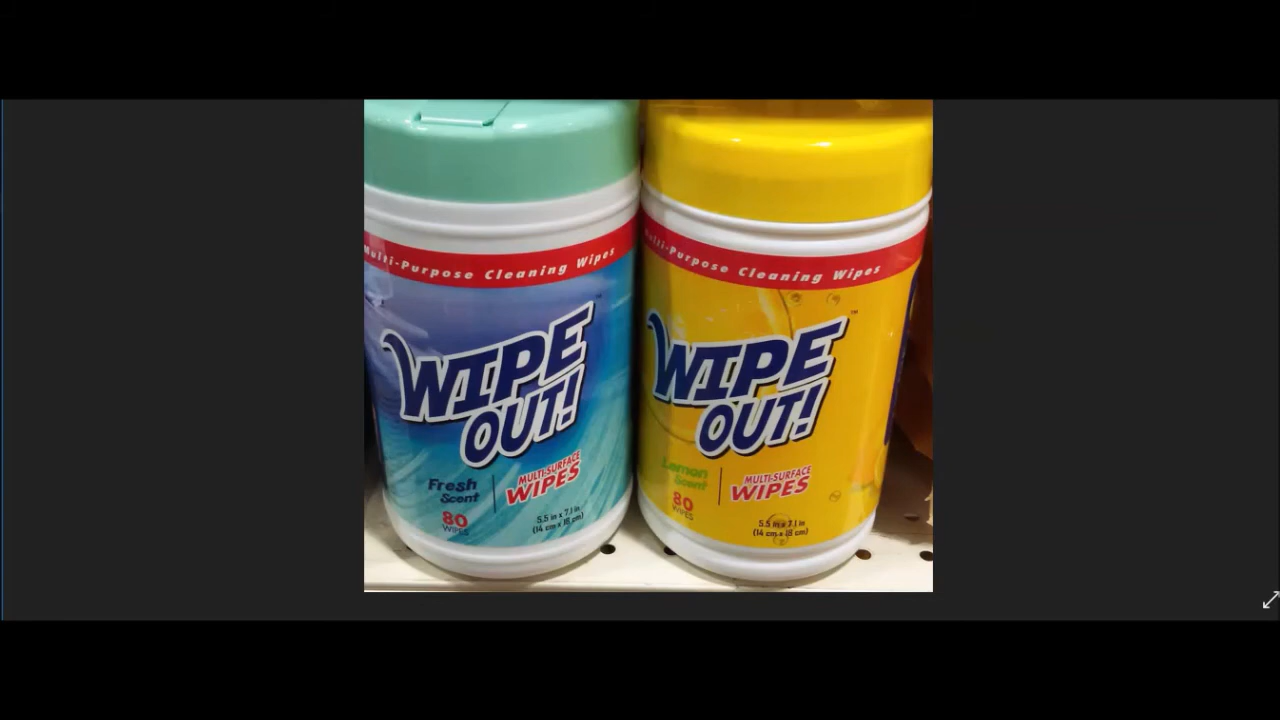 Multi-Purpose Cleaning Wipes
WIPE
OUT!
Fresh
Scent
MULTI-SURFACE
WIPES
80
WIPES
5.5 in x 7.1 in
(14 cm x 18 cm)
Multi-Purpose Cleaning Wipes
WIPE
OUT!
™
Lemon
Scent
MULTI-SURFACE
WIPES
80
WIPES
5.5 in x 7.1 in
(14 cm x 18 cm)